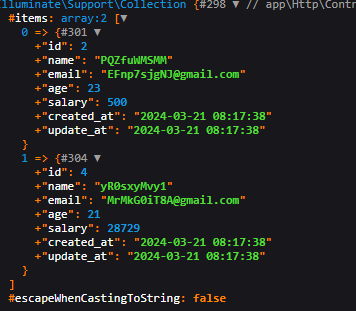 Illuminate\Support\Collection {#298 ▼ // app\Http\Contr
#items: array:2 [▼
0 => {#301 ▼
+"id": 2
+"name": "PQZfuWMSMM"
+"email": "EFnp7sjgNJ@gmail.com"
+"age": 23
+"salary": 500
+"created_at": "2024-03-21 08:17:38"
+"update_at": "2024-03-21 08:17:38"
}
1 => {#304 ▼
+"id": 4
+"name": "yR0sxyMvy1"
+"email": "MrMkG0iT8A@gmail.com"
+"age": 21
+"salary": 28729
+"created_at": "2024-03-21 08:17:38"
+"update_at": "2024-03-21 08:17:38"
}
]
#escapeWhenCastingToString: false